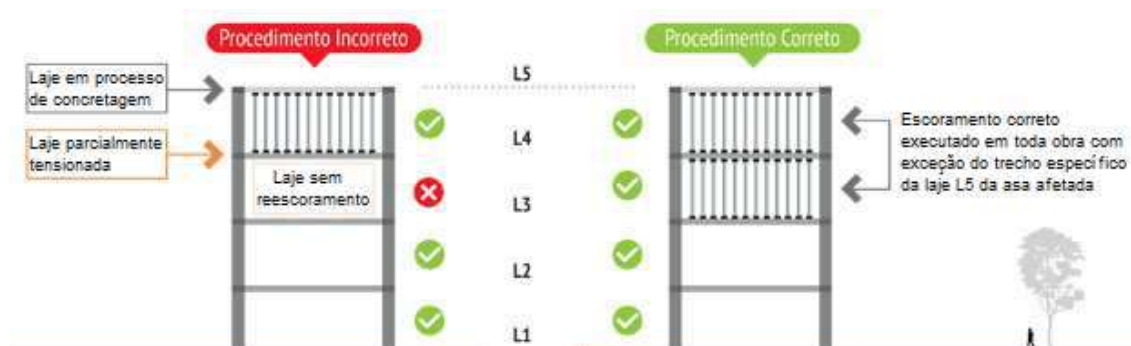 Procedimento Incorreto
Procedimento Correto
Laje em processo
de concretagem
Laje parcialmente
tensionada
Laje sem
reescoramento
L5
L4
L3
L2
L1
Escoramento correto
executado em toda obra com
exceção do trecho específico
da laje L5 da asa afetada